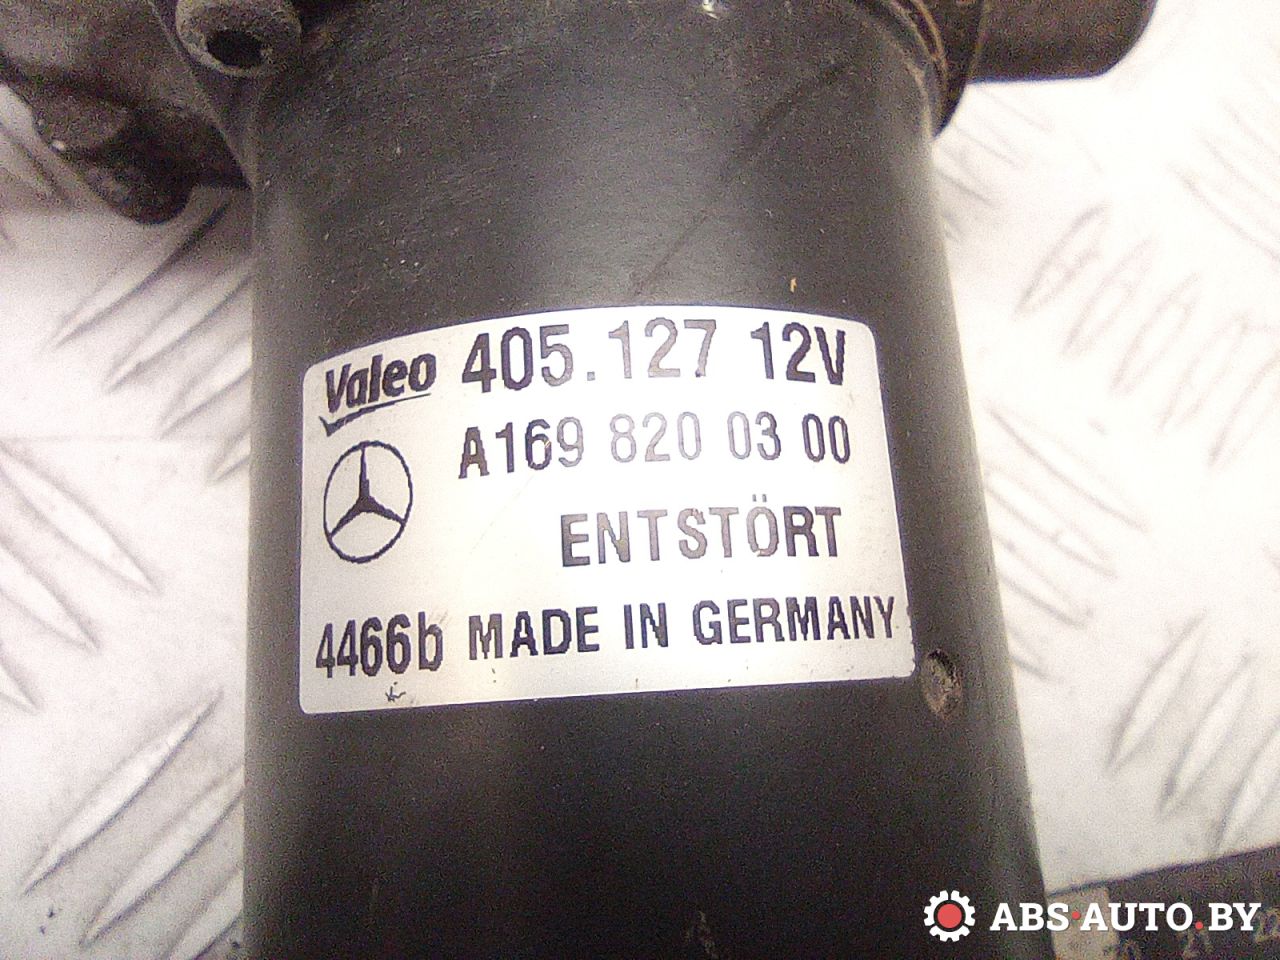 Valeo 405.127 12V
A169 820 03 00
ENTSTÖRT
4466b MADE IN GERMANY
ABS·AUTO.BY